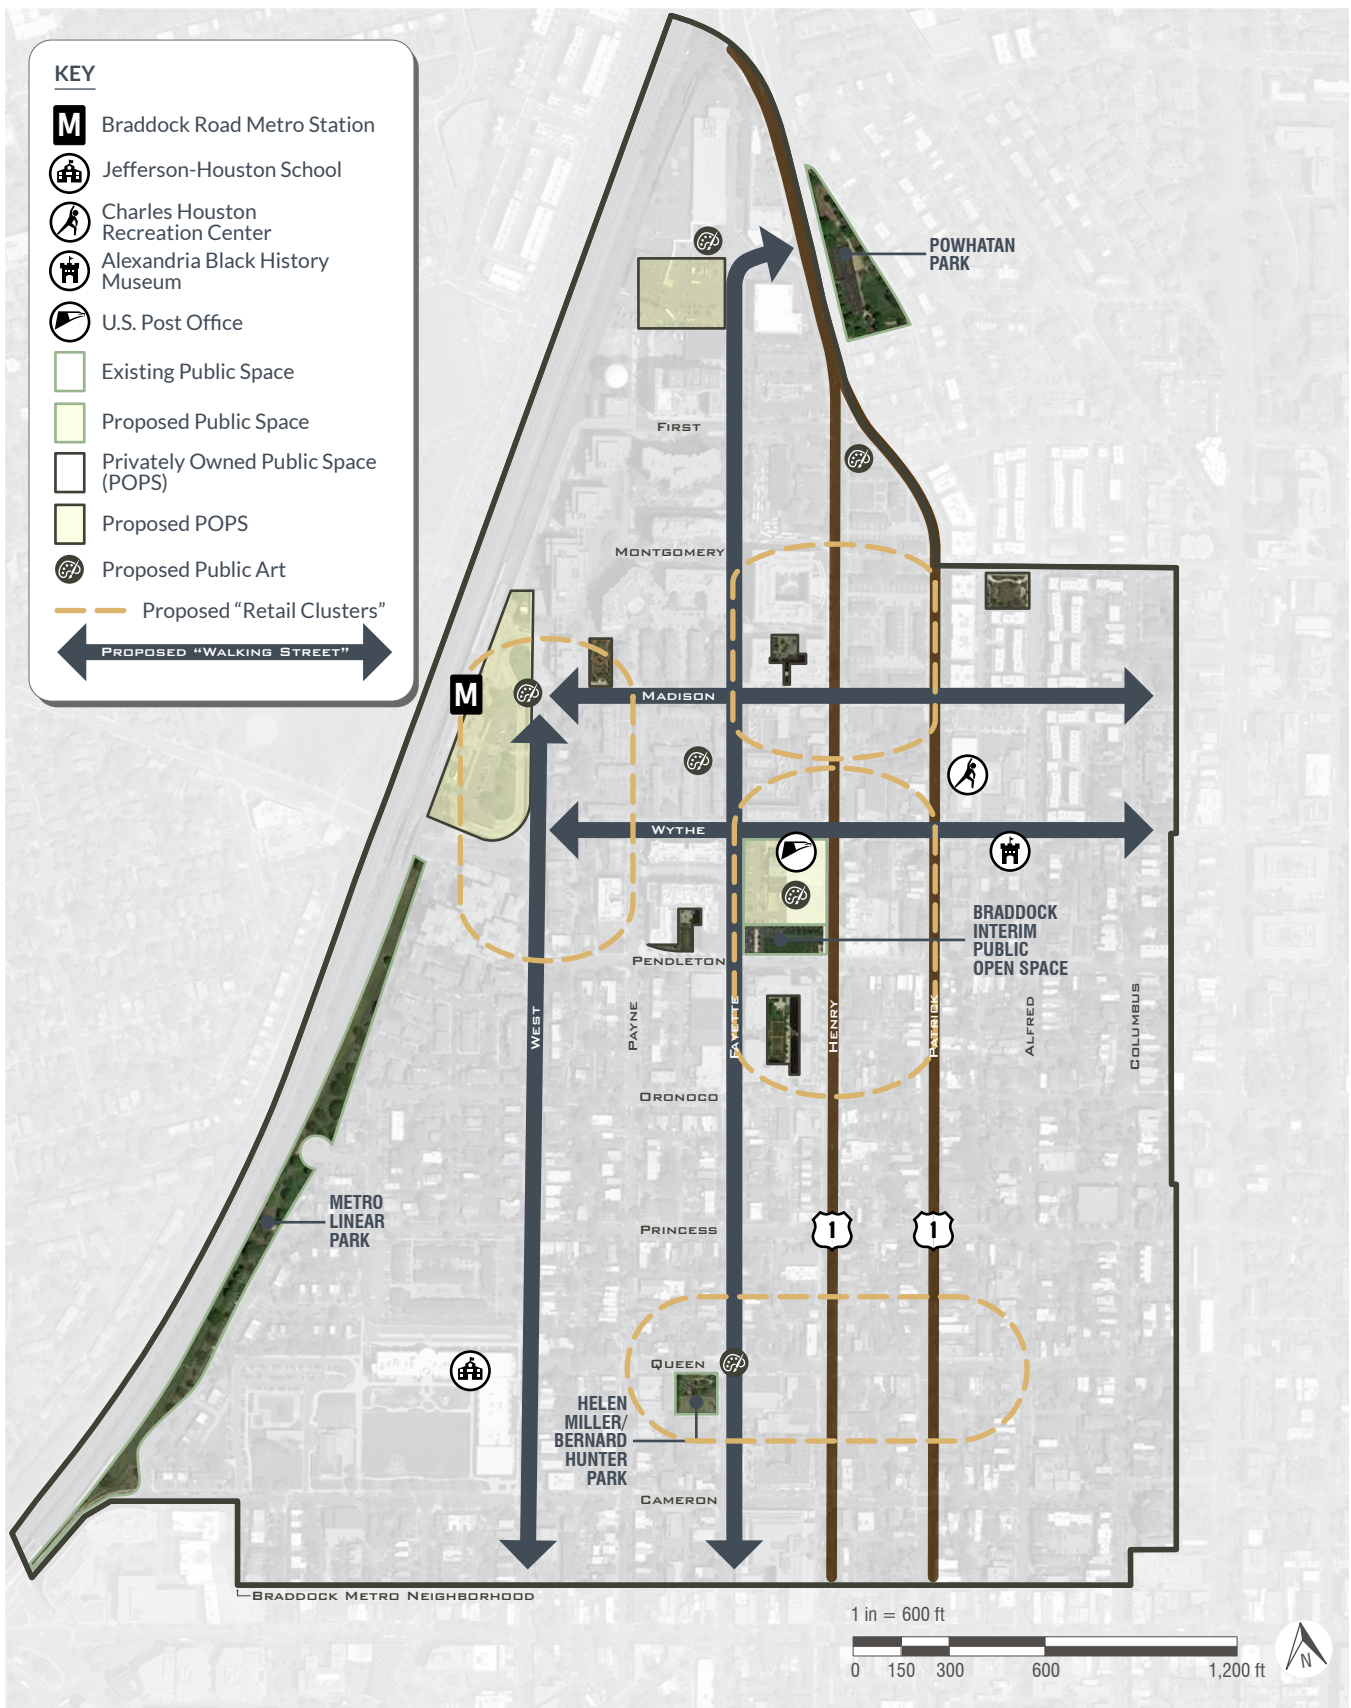 KEY
M
Braddock Road Metro Station
Jefferson-Houston School
Charles Houston
Recreation Center
Alexandria Black History
Museum
U.S. Post Office
Existing Public Space
Proposed Public Space
Privately Owned Public Space
(POPS)
Proposed POPS
Proposed Public Art
Proposed “Retail Clusters”
PROPOSED “WALKING STREET”
POWHATAN
PARK
FIRST
MONTGOMERY
M
MADISON
WYTHE
BRADDOCK
INTERIM
PUBLIC
OPEN SPACE
PENDLETON
WEST
PAYNE
FAYETTE
HENRY
PATRICK
ALFRED
COLUMBUS
ORONOCO
METRO
LINEAR
PARK
PRINCESS
1
1
QUEEN
HELEN
MILLER/
BERNARD
HUNTER
PARK
CAMERON
BRADDOCK METRO NEIGHBORHOOD
1 in = 600 ft
0 150 300 600 1,200 ft
N